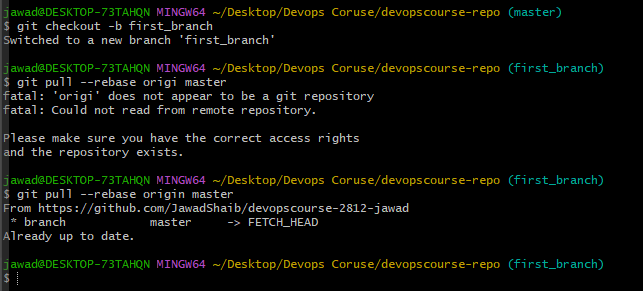 jawad@DESKTOP-73TAHQN MINGW64 ~/Desktop/Devops Coruse/devopscourse-repo (master)
$ git checkout -b first_branch
Switched to a new branch 'first_branch'
jawad@DESKTOP-73TAHQN MINGW64 ~/Desktop/Devops Coruse/devopscourse-repo (first_branch)
$ git pull --rebase origi master
fatal: 'origi' does not appear to be a git repository
fatal: Could not read from remote repository.
Please make sure you have the correct access rights
and the repository exists.
jawad@DESKTOP-73TAHQN MINGW64 ~/Desktop/Devops Coruse/devopscourse-repo (first_branch)
$ git pull --rebase origin master
From https://github.com/JawadShaib/devopscourse-2812-jawad
 * branch            master     -> FETCH_HEAD
Already up to date.
jawad@DESKTOP-73TAHQN MINGW64 ~/Desktop/Devops Coruse/devopscourse-repo (first_branch)
$